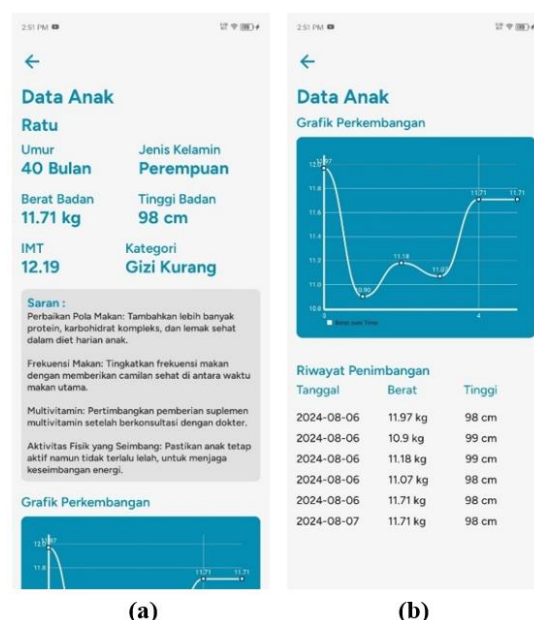 2:51 PM
Data Anak
Ratu
Umur Jenis Kelamin
40 Bulan Perempuan
Berat Badan Tinggi Badan
11.71 kg 98 cm
IMT Kategori
12.19 Gizi Kurang
Saran :
Perbaikan Pola Makan: Tambahkan lebih banyak
protein, karbohidrat kompleks, dan lemak sehat
dalam diet harian anak.
Frekuensi Makan: Tingkatkan frekuensi makan
dengan memberikan camilan sehat di antara waktu
makan utama.
Multivitamin: Pertimbangkan pemberian suplemen
multivitamin setelah berkonsultasi dengan dokter.
Aktivitas Fisik yang Seimbang: Pastikan anak tetap
aktif namun tidak terlalu lelah, untuk menjaga
keseimbangan energi.
Grafik Perkembangan
11.8
11.71 11.71
(a)
2:51 PM
Data Anak
Grafik Perkembangan
12.0
11.97
11.8
11.71 11.71
11.6
11.4
11.2
11.18
11.07
11.0
10.90
10.8
4
Riwayat Penimbangan
Tanggal Berat Tinggi
2024-08-06 11.97 kg 98 cm
2024-08-06 10.9 kg 99 cm
2024-08-06 11.18 kg 99 cm
2024-08-06 11.07 kg 98 cm
2024-08-06 11.71 kg 98 cm
2024-08-07 11.71 kg 98 cm
(b)